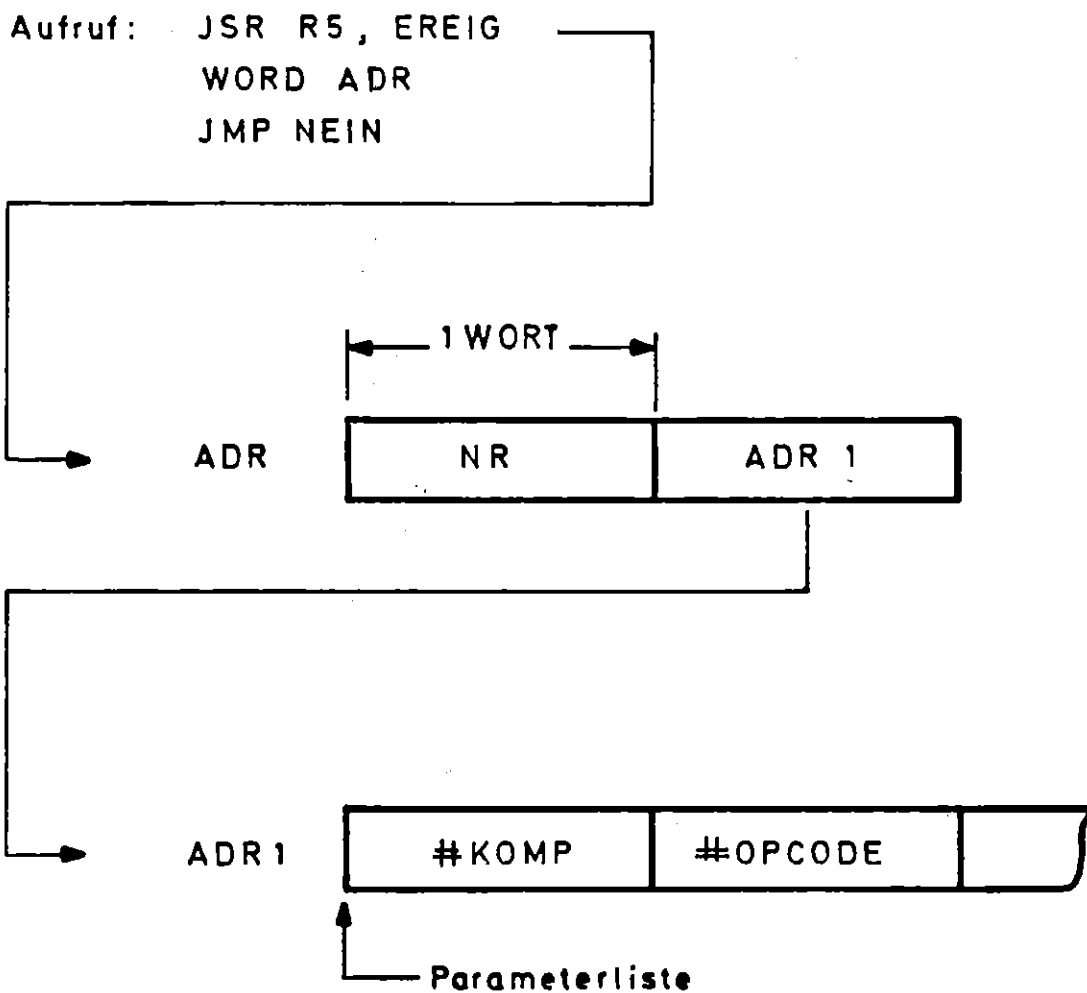 Aufruf: JSR R5, EREIG
WORD ADR
JMP NEIN
1 WORT
ADR NR ADR 1
ADR1 #KOMP #OPCODE
Parameterliste